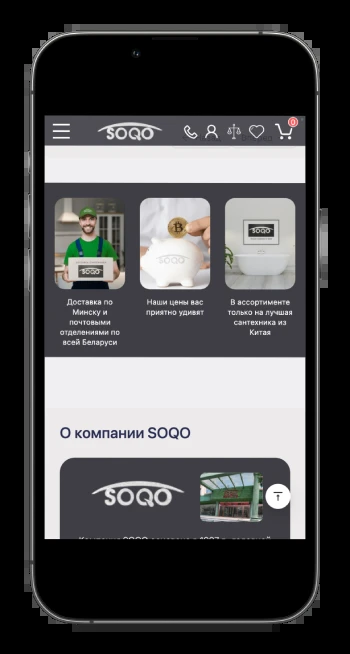 SOQO
0
SOQO
SOQO
SOQO
Доставка по
Минску и
почтовыми
отделениями по
всей Беларуси
Наши цены вас
приятно удивят
В ассортименте
только на лучшая
сантехника из
Китая
О компании SOQO
SOQO